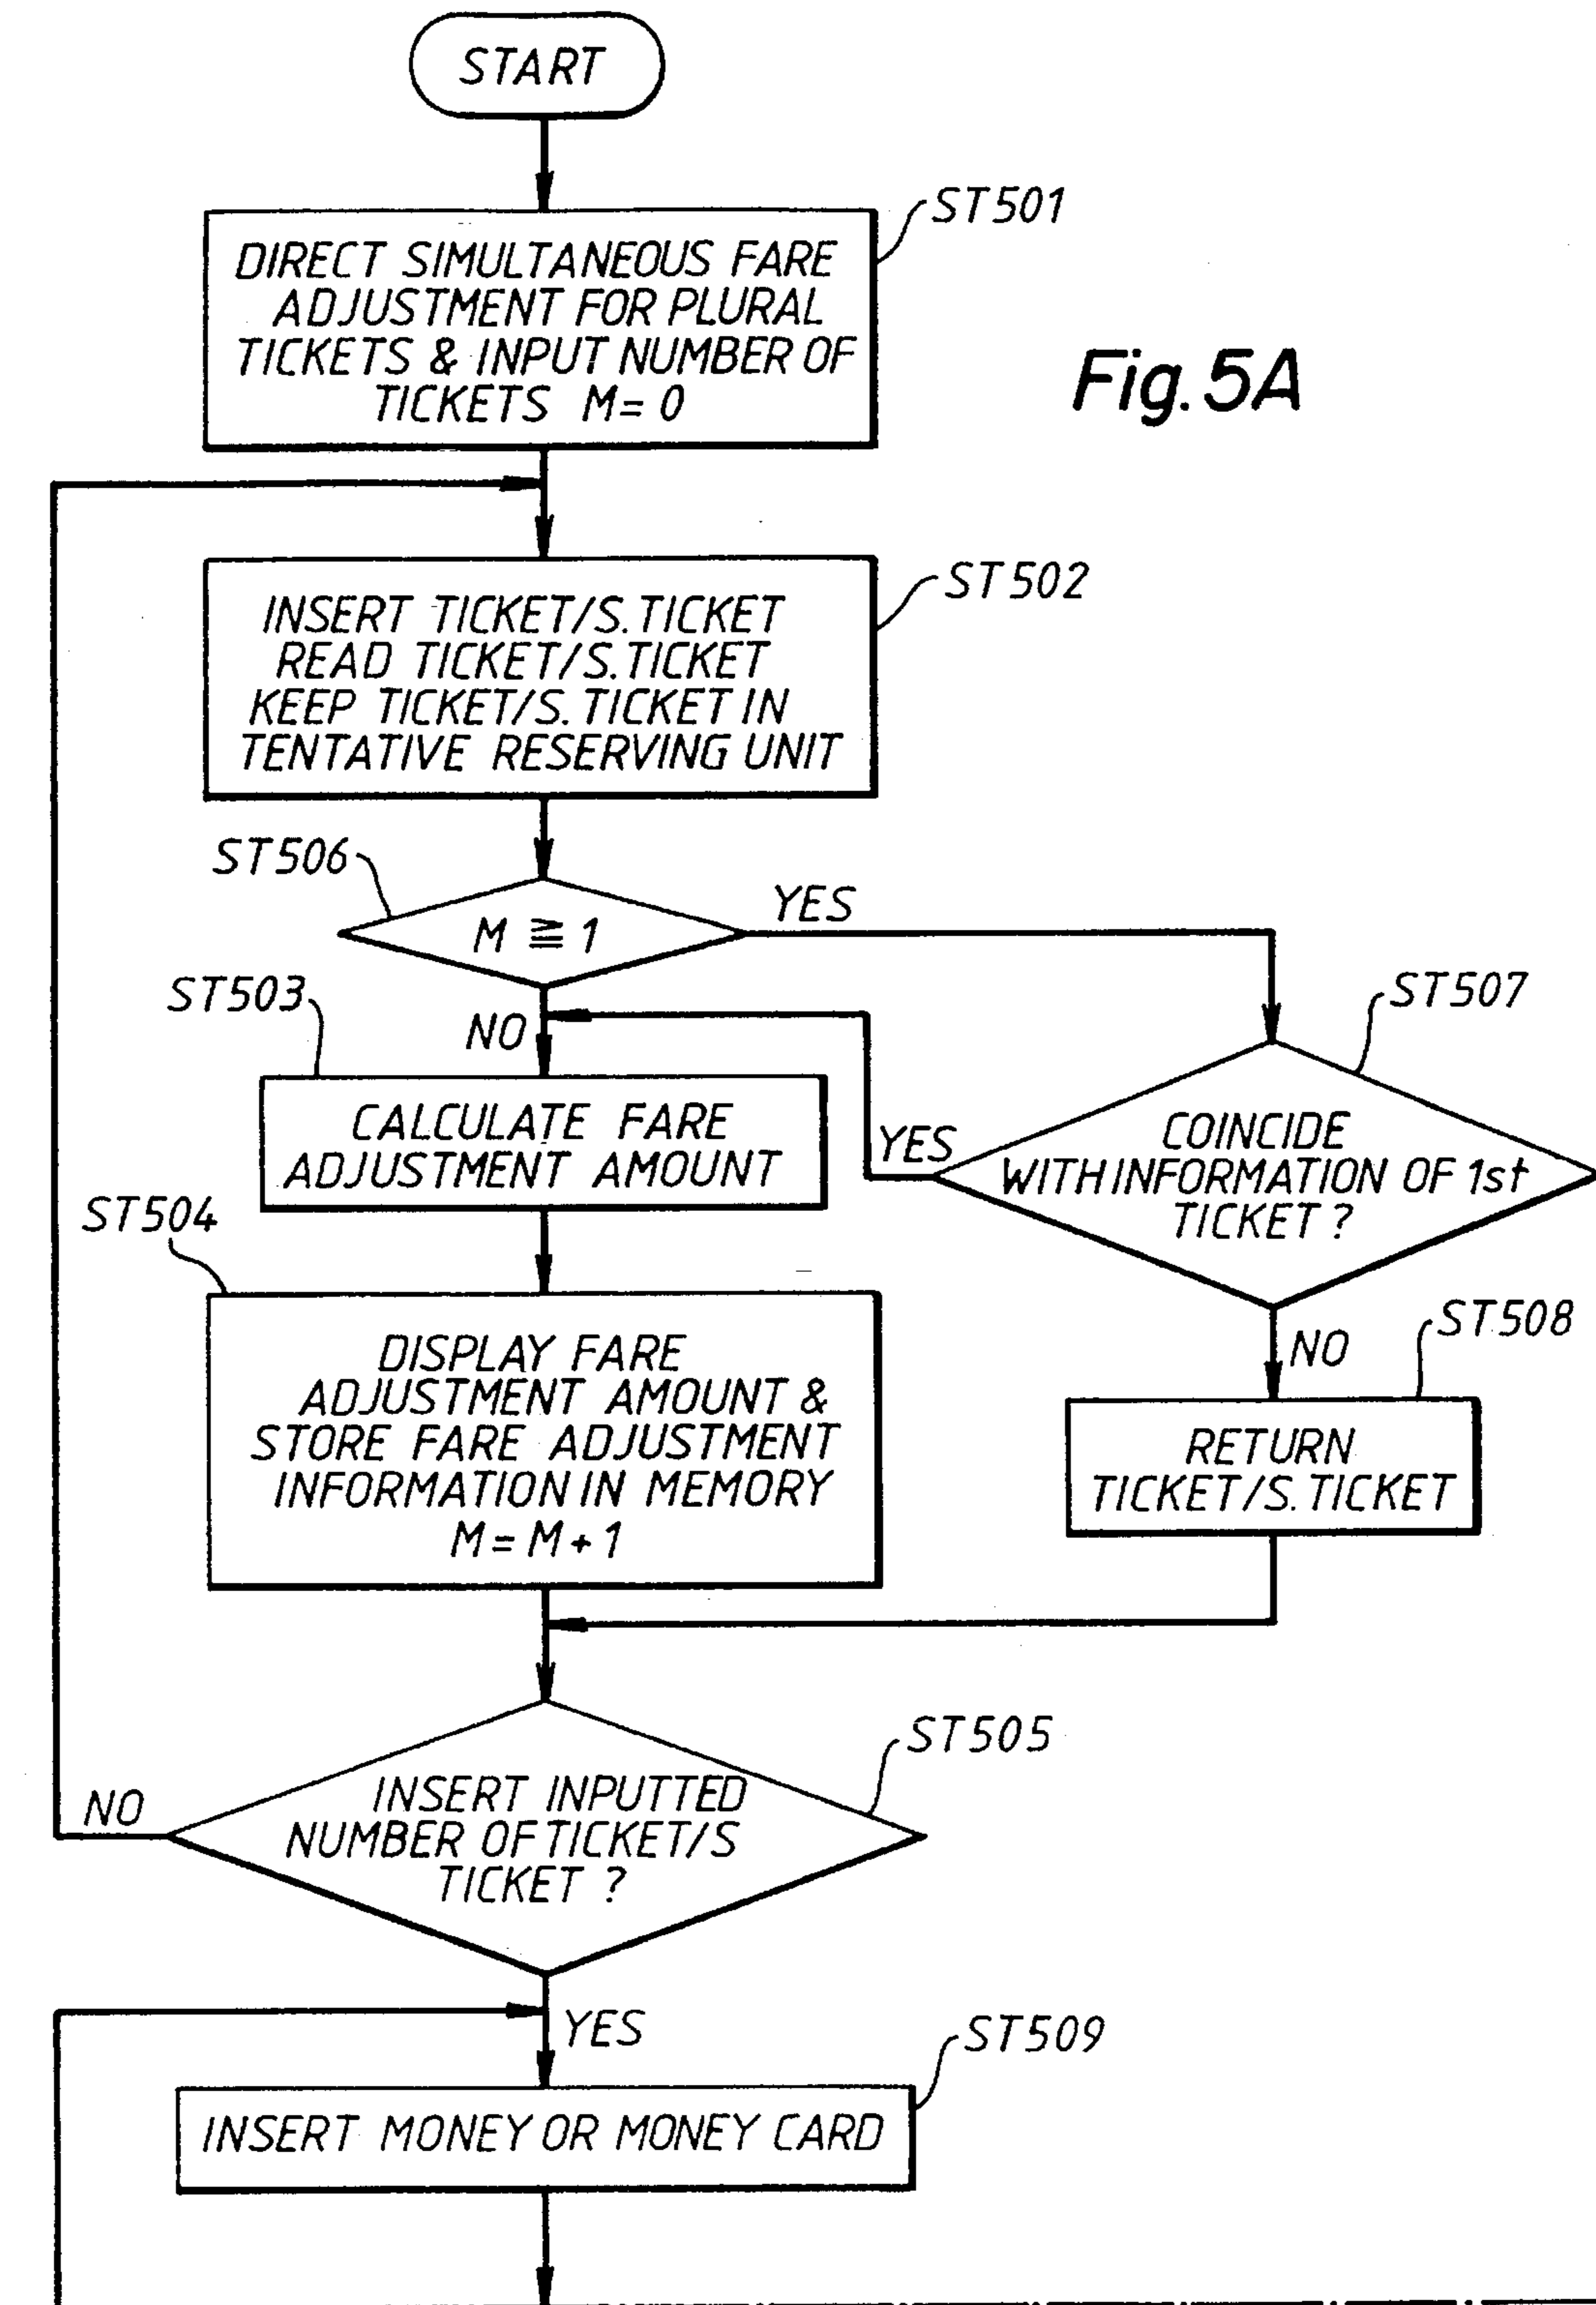 START
ST501
DIRECT SIMULTANEOUS FARE
ADJUSTMENT FOR PLURAL
TICKETS & INPUT NUMBER OF
TICKETS M=0
Fig.5A
ST502
INSERT TICKET/S.TICKET
READ TICKET/S.TICKET
KEEP TICKET/S.TICKET IN
TENTATIVE RESERVING UNIT
ST506
M ≧ 1
YES
ST503
NO
ST507
CALCULATE FARE
ADJUSTMENT AMOUNT
YES
COINCIDE
WITH INFORMATION OF 1st
TICKET ?
ST504
DISPLAY FARE
ADJUSTMENT AMOUNT &
STORE FARE ADJUSTMENT
INFORMATION IN MEMORY
M=M+1
NO
ST508
RETURN
TICKET/S.TICKET
ST505
INSERT INPUTTED
NUMBER OF TICKET/S
TICKET ?
NO
YES
ST509
INSERT MONEY OR MONEY CARD